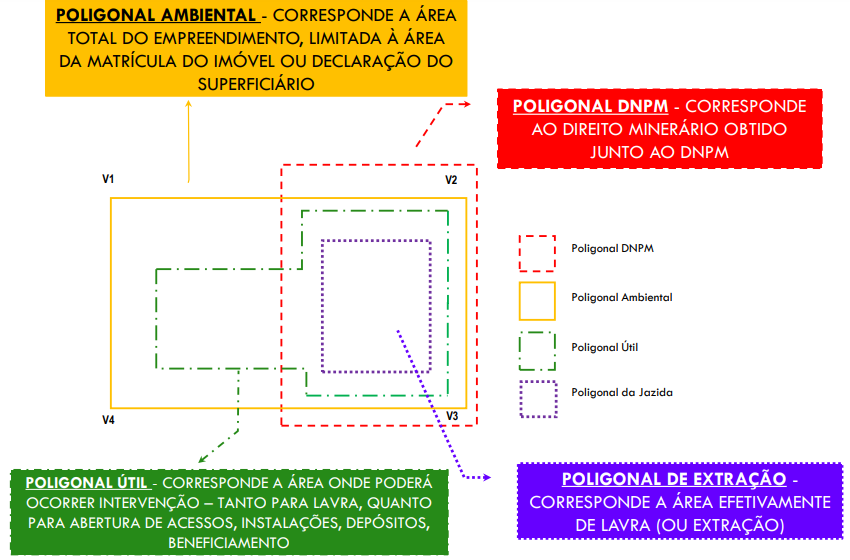 POLIGONAL AMBIENTAL - CORRESPONDE A ÁREA
TOTAL DO EMPREENDIMENTO, LIMITADA À ÁREA
DA MATRÍCULA DO IMÓVEL OU DECLARAÇÃO DO
SUPERFICIÁRIO
POLIGONAL DNPM - CORRESPONDE
AO DIREITO MINERÁRIO OBTIDO
JUNTO AO DNPM
V1
V2
Poligonal DNPM
Poligonal Ambiental
Poligonal Útil
Poligonal da Jazida
V4
V3
POLIGONAL ÚTIL - CORRESPONDE A ÁREA ONDE PODERÁ
OCORRER INTERVENÇÃO – TANTO PARA LAVRA, QUANTO
PARA ABERTURA DE ACESSOS, INSTALAÇÕES, DEPÓSITOS,
BENEFICIAMENTO
POLIGONAL DE EXTRAÇÃO -
CORRESPONDE A ÁREA EFETIVAMENTE
DE LAVRA (OU EXTRAÇÃO)